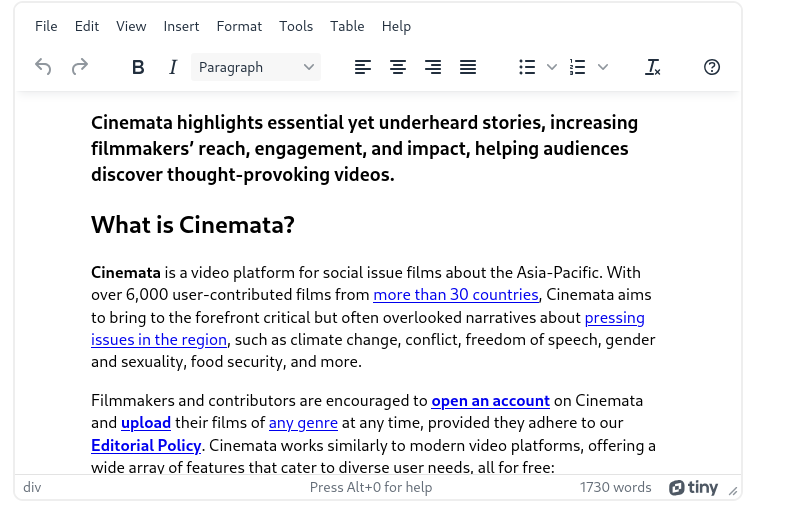 File Edit View Insert Format Tools Table Help
B I Paragraph
Cinemata highlights essential yet underheard stories, increasing
filmmakers’ reach, engagement, and impact, helping audiences
discover thought-provoking videos.
What is Cinemata?
Cinemata is a video platform for social issue films about the Asia-Pacific. With
over 6,000 user-contributed films from more than 30 countries, Cinemata aims
to bring to the forefront critical but often overlooked narratives about pressing
issues in the region, such as climate change, conflict, freedom of speech, gender
and sexuality, food security, and more.
Filmmakers and contributors are encouraged to open an account on Cinemata
and upload their films of any genre at any time, provided they adhere to our
Editorial Policy. Cinemata works similarly to modern video platforms, offering a
wide array of features that cater to diverse user needs, all for free:
div Press Alt+0 for help 1730 words tiny